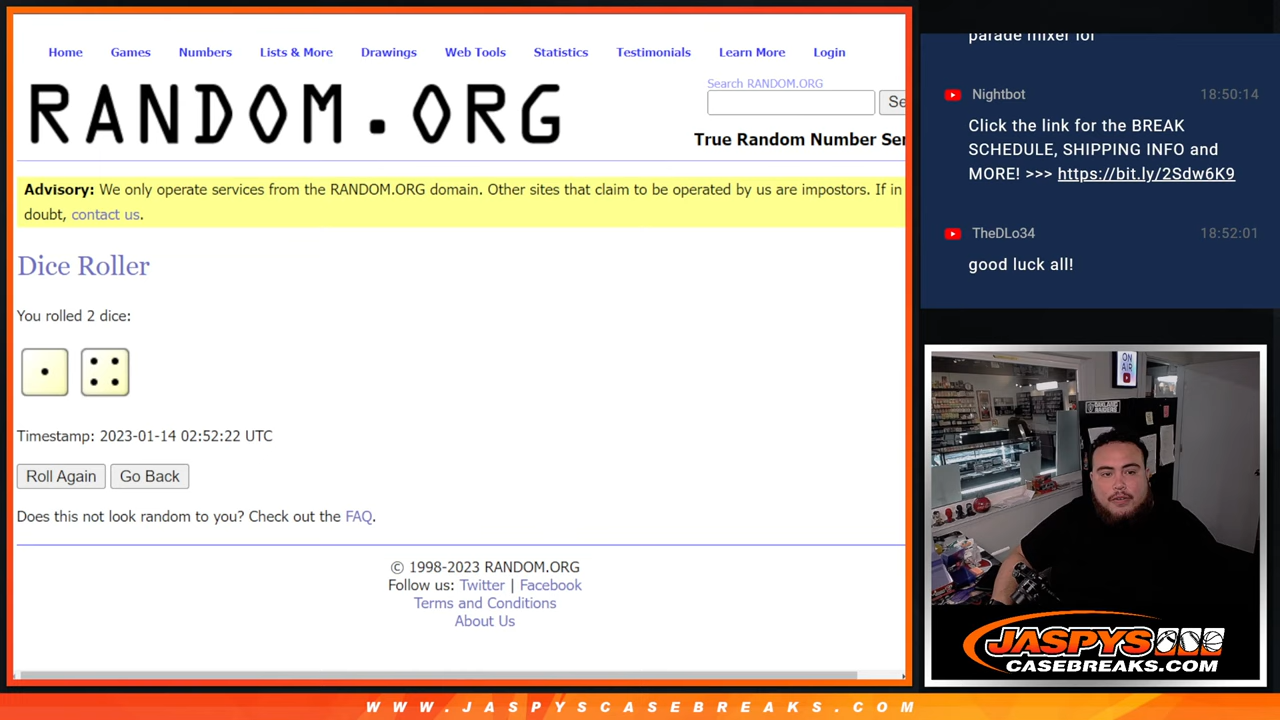 Home Games Numbers Lists & More Drawings Web Tools Statistics Testimonials Learn More Login
RANDOM.ORG
Search RANDOM.ORG
Se
True Random Number Ser
Advisory: We only operate services from the RANDOM.ORG domain. Other sites that claim to be operated by us are impostors. If in
doubt, contact us.
Dice Roller
You rolled 2 dice:
Timestamp: 2023-01-14 02:52:22 UTC
Roll Again Go Back
Does this not look random to you? Check out the FAQ.
© 1998-2023 RANDOM.ORG
Follow us: Twitter | Facebook
Terms and Conditions
About Us
parade mixer lol
Nightbot 18:50:14
Click the link for the BREAK
SCHEDULE, SHIPPING INFO and
MORE! >>> https://bit.ly/2Sdw6K9
TheDLo34 18:52:01
good luck all!
ON
AIR
JASPYS
CASEBREAKS.COM
WWW.JASPYSCASEBREAKS.COM